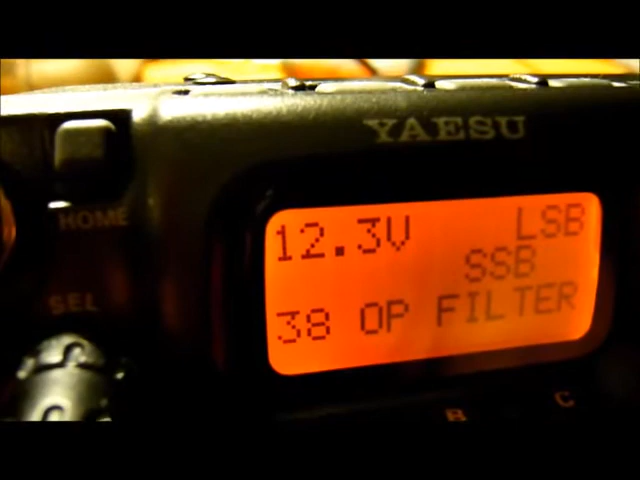 YAESU
HOME
12.3V LSB
SSB
SEL
38 OP FILTER
B C